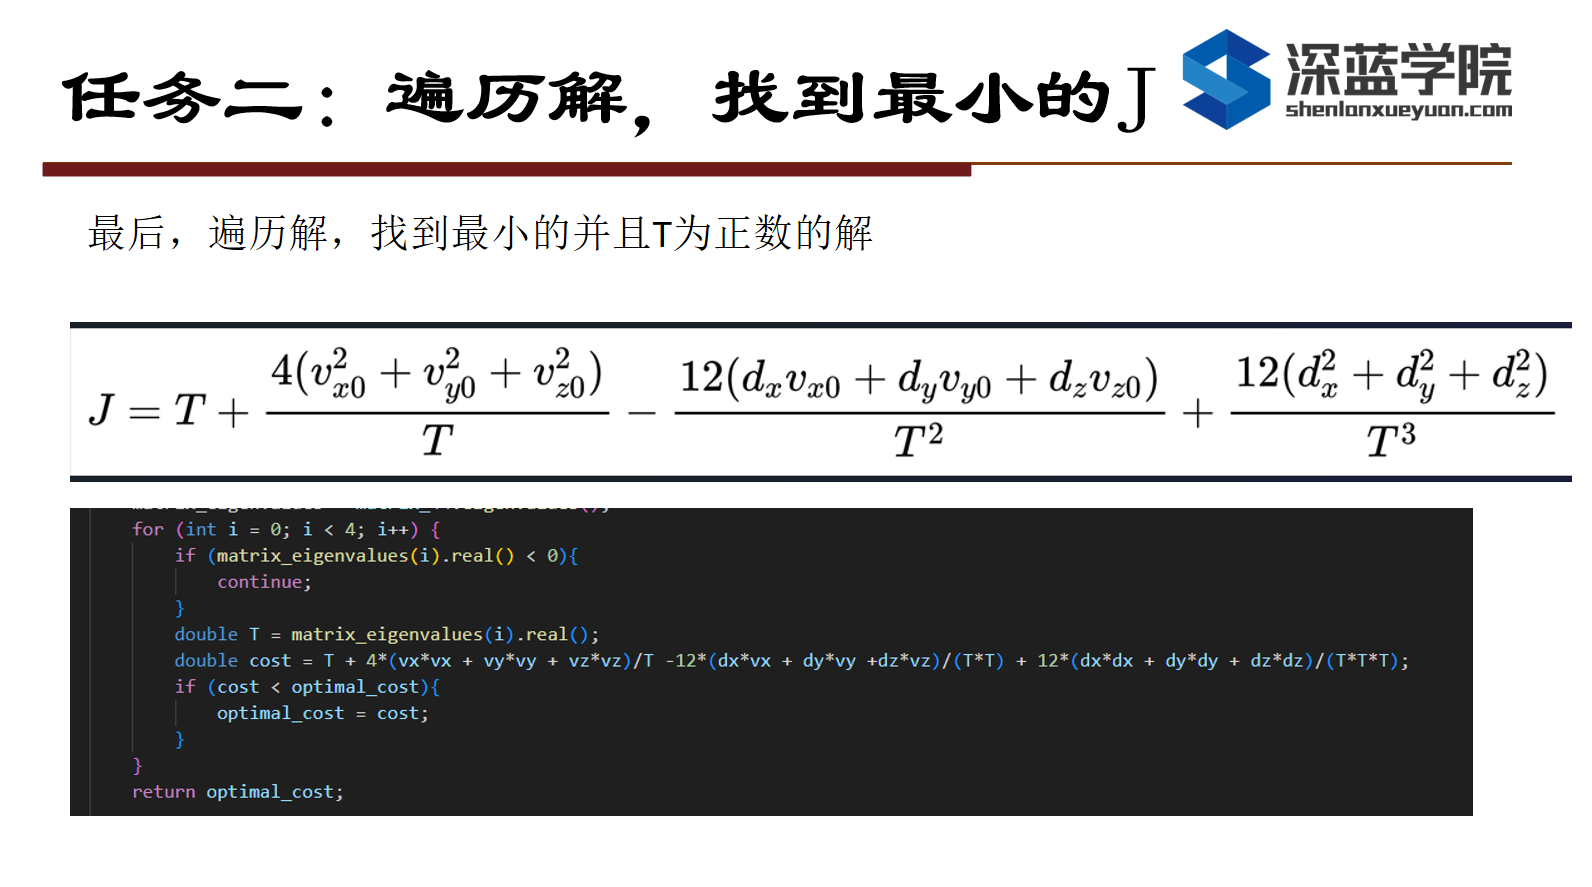 任务二：遍历解，找到最小的J
深蓝学院
shenlanxueyuan.com
最后，遍历解，找到最小的并且T为正数的解
J = T + 4(v_{x0}^2 + v_{y0}^2 + v_{z0}^2)/T − 12(d_x v_{x0} + d_y v_{y0} + d_z v_{z0})/T^2 + 12(d_x^2 + d_y^2 + d_z^2)/T^3
for (int i = 0; i < 4; i++) {
if (matrix_eigenvalues(i).real() < 0){
continue;
}
double T = matrix_eigenvalues(i).real();
double cost = T + 4*(vx*vx + vy*vy + vz*vz)/T -12*(dx*vx + dy*vy +dz*vz)/(T*T) + 12*(dx*dx + dy*dy + dz*dz)/(T*T*T);
if (cost < optimal_cost){
optimal_cost = cost;
}
}
return optimal_cost;